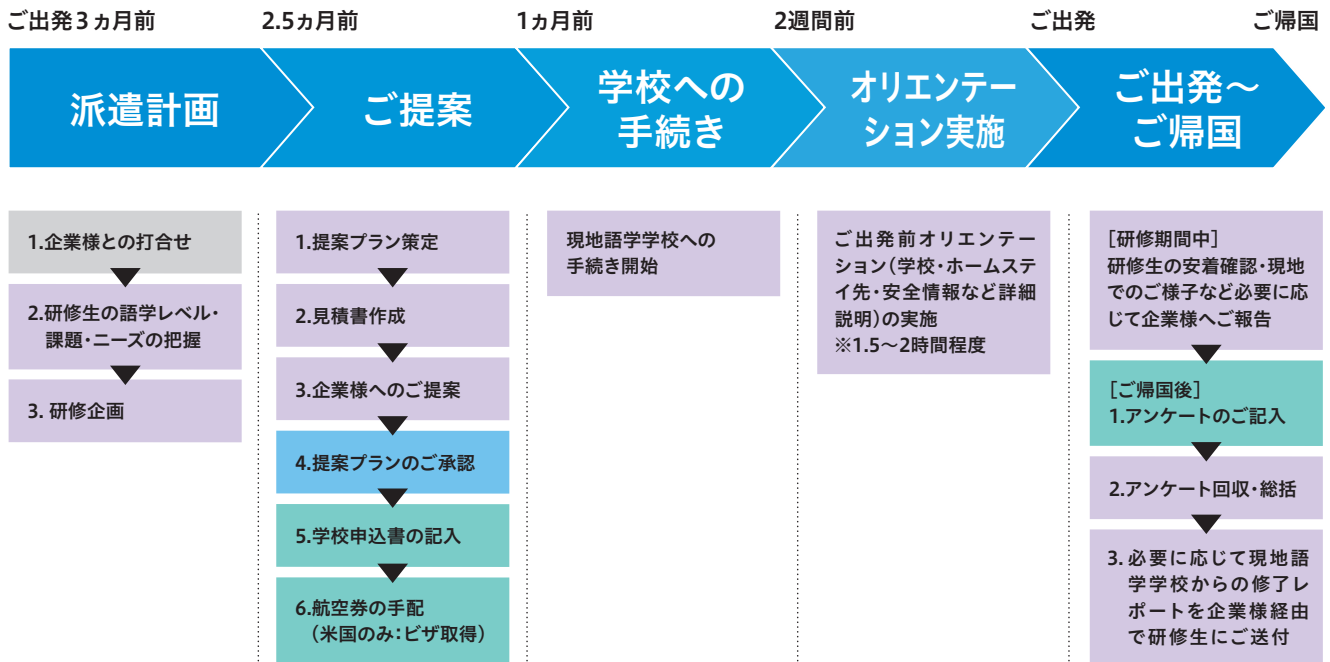 ご出発3ヵ月前
2.5ヵ月前
1ヵ月前
2週間前
ご出発
ご帰国
派遣計画
ご提案
学校への
手続き
オリエンテー
ション実施
ご出発〜
ご帰国
1.企業様との打合せ
2.研修生の語学レベル・
課題・ニーズの把握
3. 研修企画
1.提案プラン策定
2.見積書作成
3.企業様へのご提案
4.提案プランのご承認
5.学校申込書の記入
6.航空券の手配
（米国のみ：ビザ取得）
現地語学学校への
手続き開始
ご出発前オリエンテー
ション（学校・ホームステ
イ先・安全情報など詳細
説明）の実施
※1.5〜2時間程度
［研修期間中］
研修生の安着確認・現地
でのご様子など必要に応
じて企業様へご報告
［ご帰国後］
1.アンケートのご記入
2.アンケート回収・総括
3. 必要に応じて現地語
学学校からの修了レ
ポートを企業様経由
で研修生にご送付